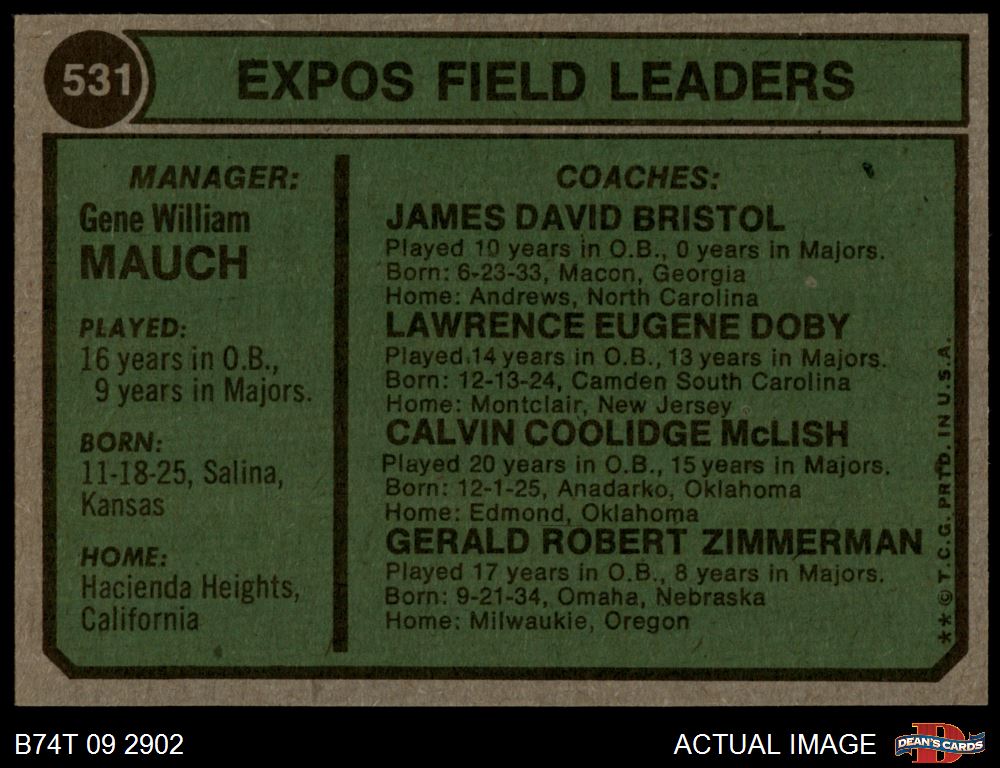 531
EXPOS FIELD LEADERS
MANAGER:
Gene William
MAUCH
PLAYED:
16 years in O.B.,
9 years in Majors.
BORN:
11-18-25, Salina,
Kansas
HOME:
Hacienda Heights,
California
COACHES:
JAMES DAVID BRISTOL
Played 10 years in O.B., 0 years in Majors.
Born: 6-23-33, Macon, Georgia
Home: Andrews, North Carolina
LAWRENCE EUGENE DOBY
Played 14 years in O.B., 13 years in Majors.
Born: 12-13-24, Camden South Carolina
Home: Montclair, New Jersey
CALVIN COOLIDGE McLISH
Played 20 years in O.B., 15 years in Majors.
Born: 12-1-25, Anadarko, Oklahoma
Home: Edmond, Oklahoma
GERALD ROBERT ZIMMERMAN
Played 17 years in O.B., 8 years in Majors.
Born: 9-21-34, Omaha, Nebraska
Home: Milwaukie, Oregon
** © T.C.G. PRTD. IN U.S.A.
B74T 09 2902
ACTUAL IMAGE
D
DEAN'S CARDS